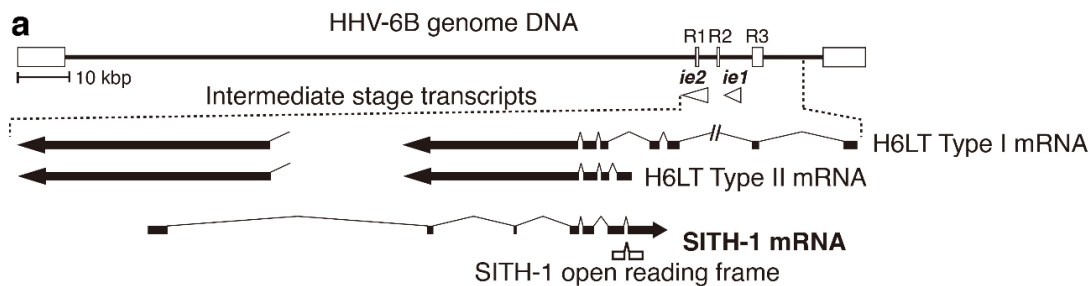 a
HHV-6B genome DNA
R1 R2 R3
10 kbp
ie2 ie1
Intermediate stage transcripts
H6LT Type I mRNA
H6LT Type II mRNA
SITH-1 mRNA
SITH-1 open reading frame